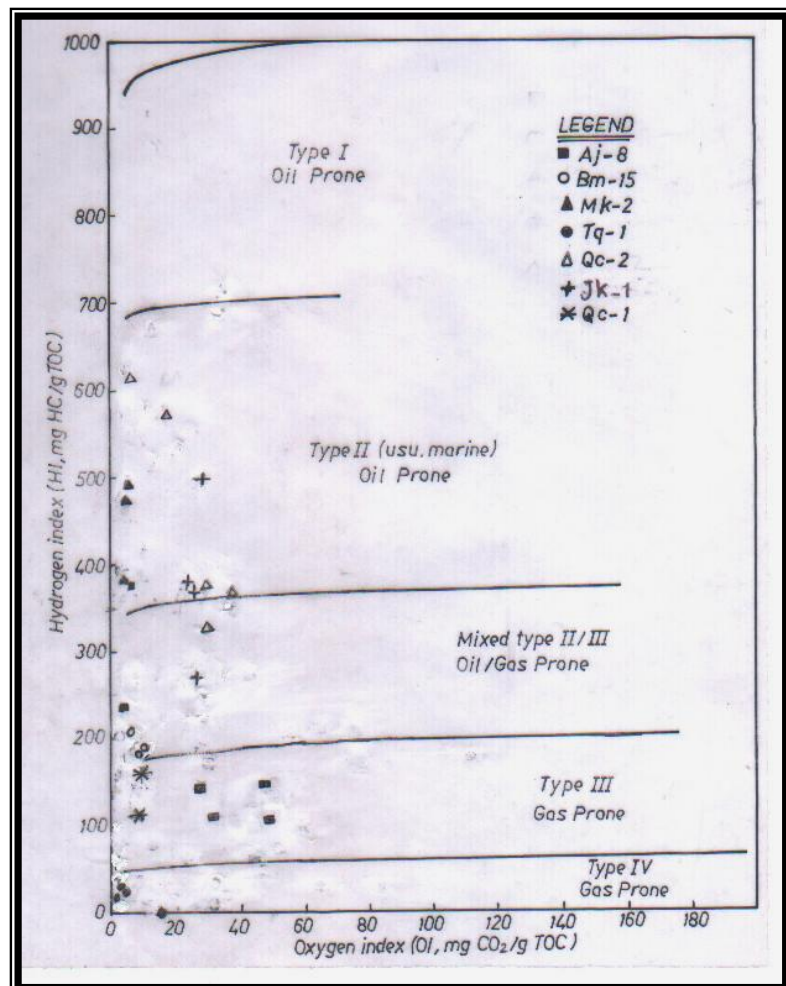 1000
900
800
700
600
500
400
300
200
100
0
Hydrogen index (HI, mg HC/g TOC)
Type I
Oil Prone
LEGEND
Aj-8
Bm-15
Mk-2
Tq-1
Qc-2
Jk-1
Qc-1
Type II (usu. marine)
Oil Prone
Mixed type II/III
Oil/Gas Prone
Type III
Gas Prone
Type IV
Gas Prone
0 20 40 60 80 100 120 140 160 180
Oxygen index (OI, mg CO₂/g TOC)